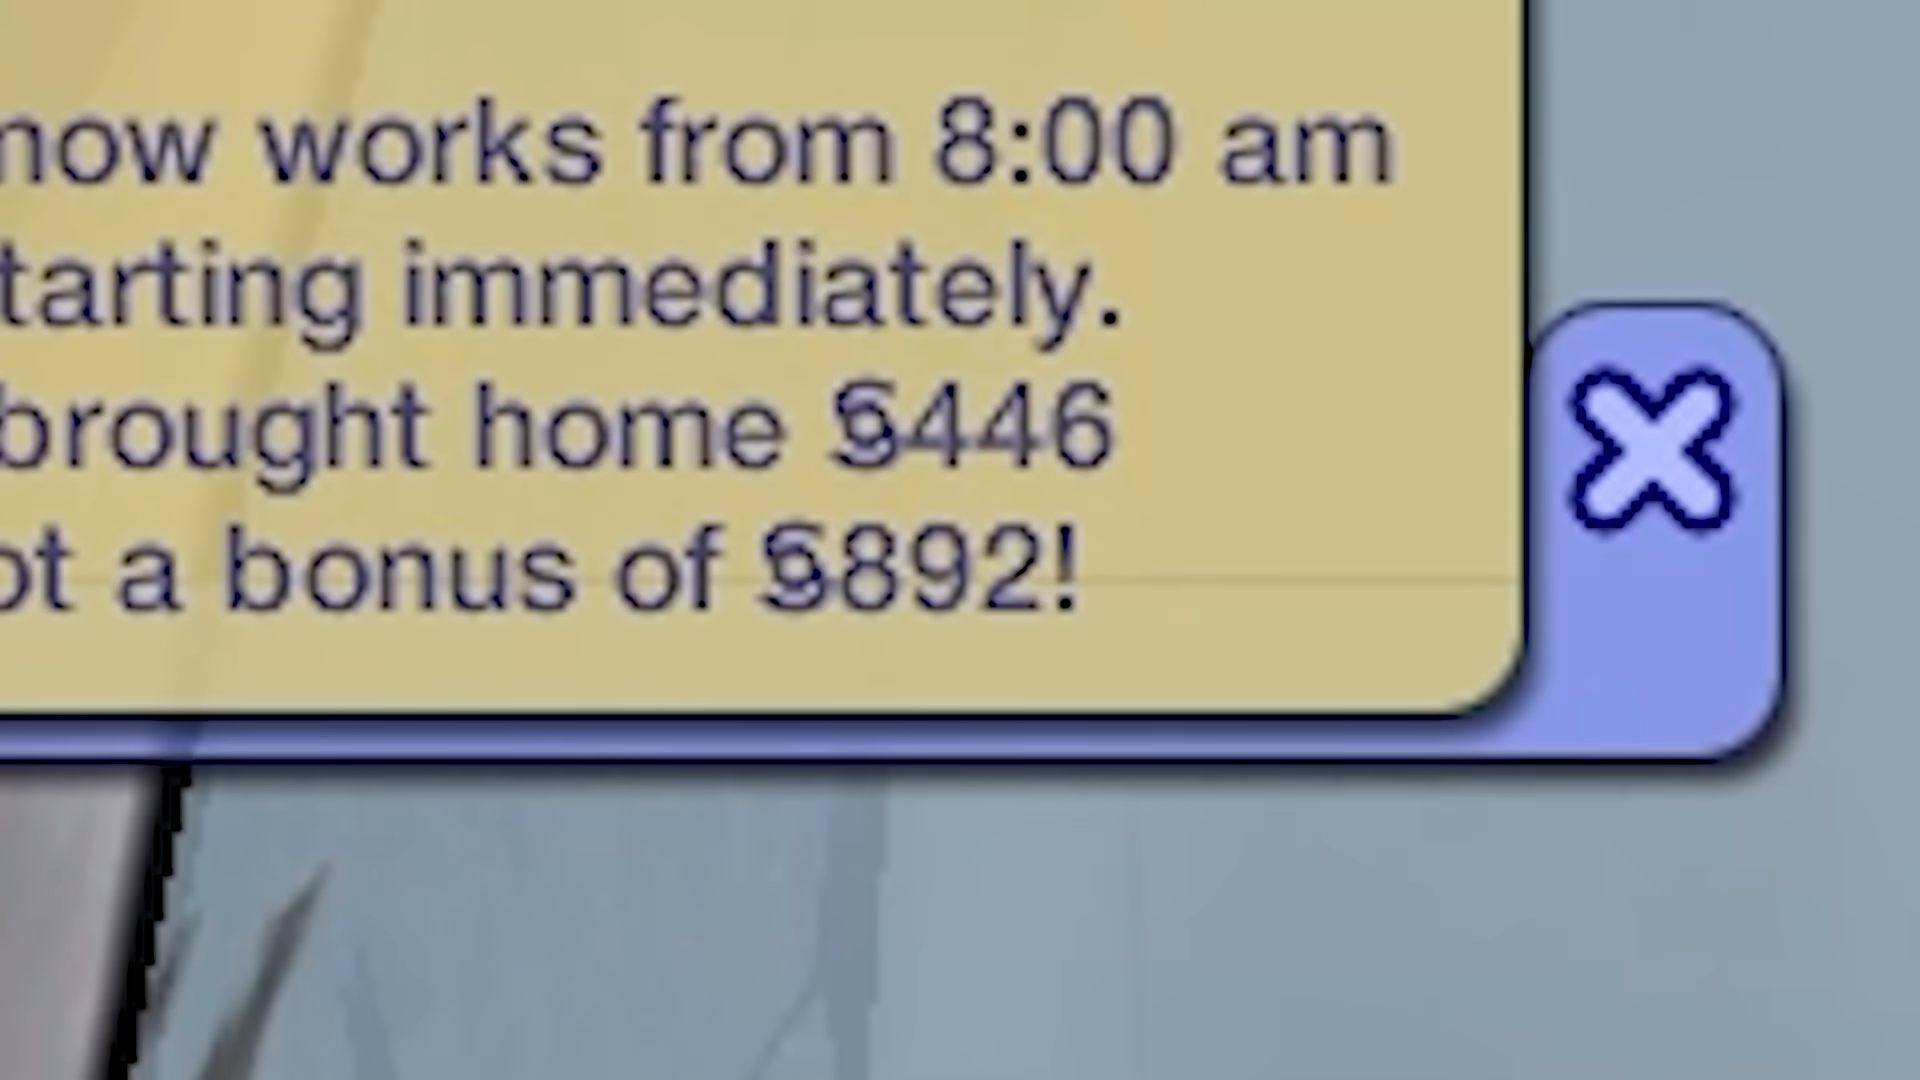 now works from 8:00 am
tarting immediately.
brought home §446
ot a bonus of §892!